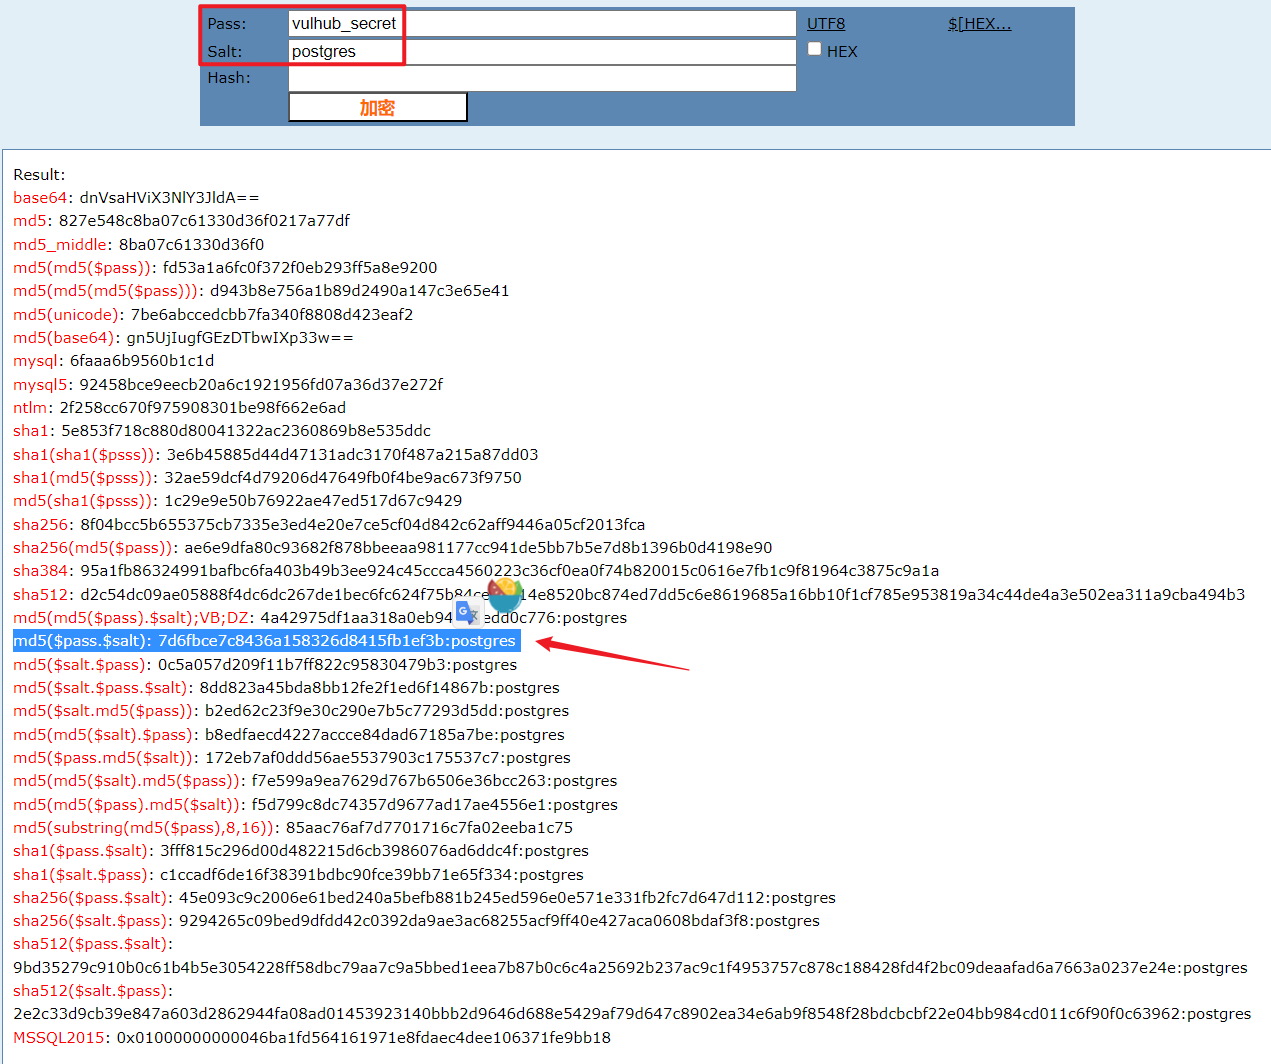 Pass: vulhub_secret UTF8 $[HEX...
Salt: postgres HEX
Hash:
加密
Result:
base64: dnVsaHViX3NlY3JldA==
md5: 827e548c8ba07c61330d36f0217a77df
md5_middle: 8ba07c61330d36f0
md5(md5($pass)): fd53a1a6fc0f372f0eb293ff5a8e9200
md5(md5(md5($pass))): d943b8e756a1b89d2490a147c3e65e41
md5(unicode): 7be6abccedcbb7fa340f8808d423eaf2
md5(base64): gn5UjIugfGEzDTbwIXp33w==
mysql: 6faaa6b9560b1c1d
mysql5: 92458bce9eecb20a6c1921956fd07a36d37e272f
ntlm: 2f258cc670f975908301be98f662e6ad
sha1: 5e853f718c880d80041322ac2360869b8e535ddc
sha1(sha1($psss)): 3e6b45885d44d47131adc3170f487a215a87dd03
sha1(md5($psss)): 32ae59dcf4d79206d47649fb0f4be9ac673f9750
md5(sha1($psss)): 1c29e9e50b76922ae47ed517d67c9429
sha256: 8f04bcc5b655375cb7335e3ed4e20e7ce5cf04d842c62aff9446a05cf2013fca
sha256(md5($pass)): ae6e9dfa80c93682f878bbeeaa981177cc941de5bb7b5e7d8b1396b0d4198e90
sha384: 95a1fb86324991bafbc6fa403b49b3ee924c45ccca4560223c36cf0ea0f74b820015c0616e7fb1c9f81964c3875c9a1a
sha512: d2c54dc09ae05888f4dc6dc267de1bec6fc624f75b 14e8520bc874ed7dd5c6e8619685a16bb10f1cf785e953819a34c44de4a3e502ea311a9cba494b3
md5(md5($pass).$salt);VB;DZ: 4a42975df1aa318a0eb94 edd0c776:postgres
md5($pass.$salt): 7d6fbce7c8436a158326d8415fb1ef3b:postgres
md5($salt.$pass): 0c5a057d209f11b7ff822c95830479b3:postgres
md5($salt.$pass.$salt): 8dd823a45bda8bb12fe2f1ed6f14867b:postgres
md5($salt.md5($pass)): b2ed62c23f9e30c290e7b5c77293d5dd:postgres
md5(md5($salt).$pass): b8edfaecd4227accce84dad67185a7be:postgres
md5($pass.md5($salt)): 172eb7af0ddd56ae5537903c175537c7:postgres
md5(md5($salt).md5($pass)): f7e599a9ea7629d767b6506e36bcc263:postgres
md5(md5($pass).md5($salt)): f5d799c8dc74357d9677ad17ae4556e1:postgres
md5(substring(md5($pass),8,16)): 85aac76af7d7701716c7fa02eeba1c75
sha1($pass.$salt): 3fff815c296d00d482215d6cb3986076ad6ddc4f:postgres
sha1($salt.$pass): c1ccadf6de16f38391bdbc90fce39bb71e65f334:postgres
sha256($pass.$salt): 45e093c9c2006e61bed240a5befb881b245ed596e0e571e331fb2fc7d647d112:postgres
sha256($salt.$pass): 9294265c09bed9dfdd42c0392da9ae3ac68255acf9ff40e427aca0608bdaf3f8:postgres
sha512($pass.$salt):
9bd35279c910b0c61b4b5e3054228ff58dbc79aa7c9a5bbed1eea7b87b0c6c4a25692b237ac9c1f4953757c878c188428fd4f2bc09deaafad6a7663a0237e24e:postgres
sha512($salt.$pass):
2e2c33d9cb39e847a603d2862944fa08ad01453923140bbb2d9646d688e5429af79d647c8902ea34e6ab9f8548f28bdcbcbf22e04bb984cd011c6f90f0c63962:postgres
MSSQL2015: 0x01000000000046ba1fd564161971e8fdaec4dee106371fe9bb18